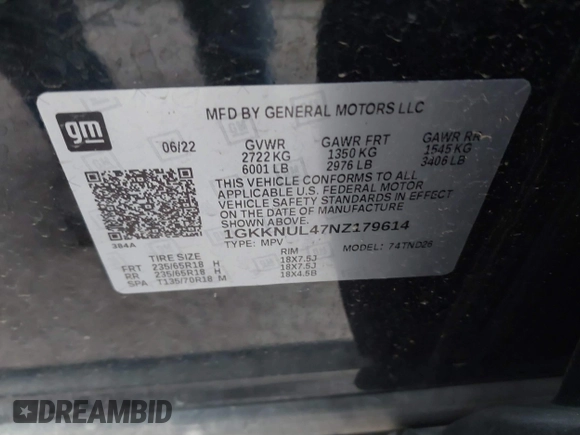 gm
MFD BY GENERAL MOTORS LLC
06/22 GVWR GAWR FRT GAWR RR
2722 KG 1350 KG 1545 KG
6001 LB 2976 LB 3406 LB
THIS VEHICLE CONFORMS TO ALL
APPLICABLE U.S. FEDERAL MOTOR
VEHICLE SAFETY STANDARDS IN EFFECT
ON THE DATE OF MANUFACTURE
SHOWN ABOVE.
1GKKNUL47NZ179614
384A
TYPE: MPV MODEL: 74TND26
TIRE SIZE RIM
FRT 235/65R18 H 18X7.5J
RR 235/65R18 H 18X7.5J
SPA T135/70R18 M 18X4.5B
DREAMBID